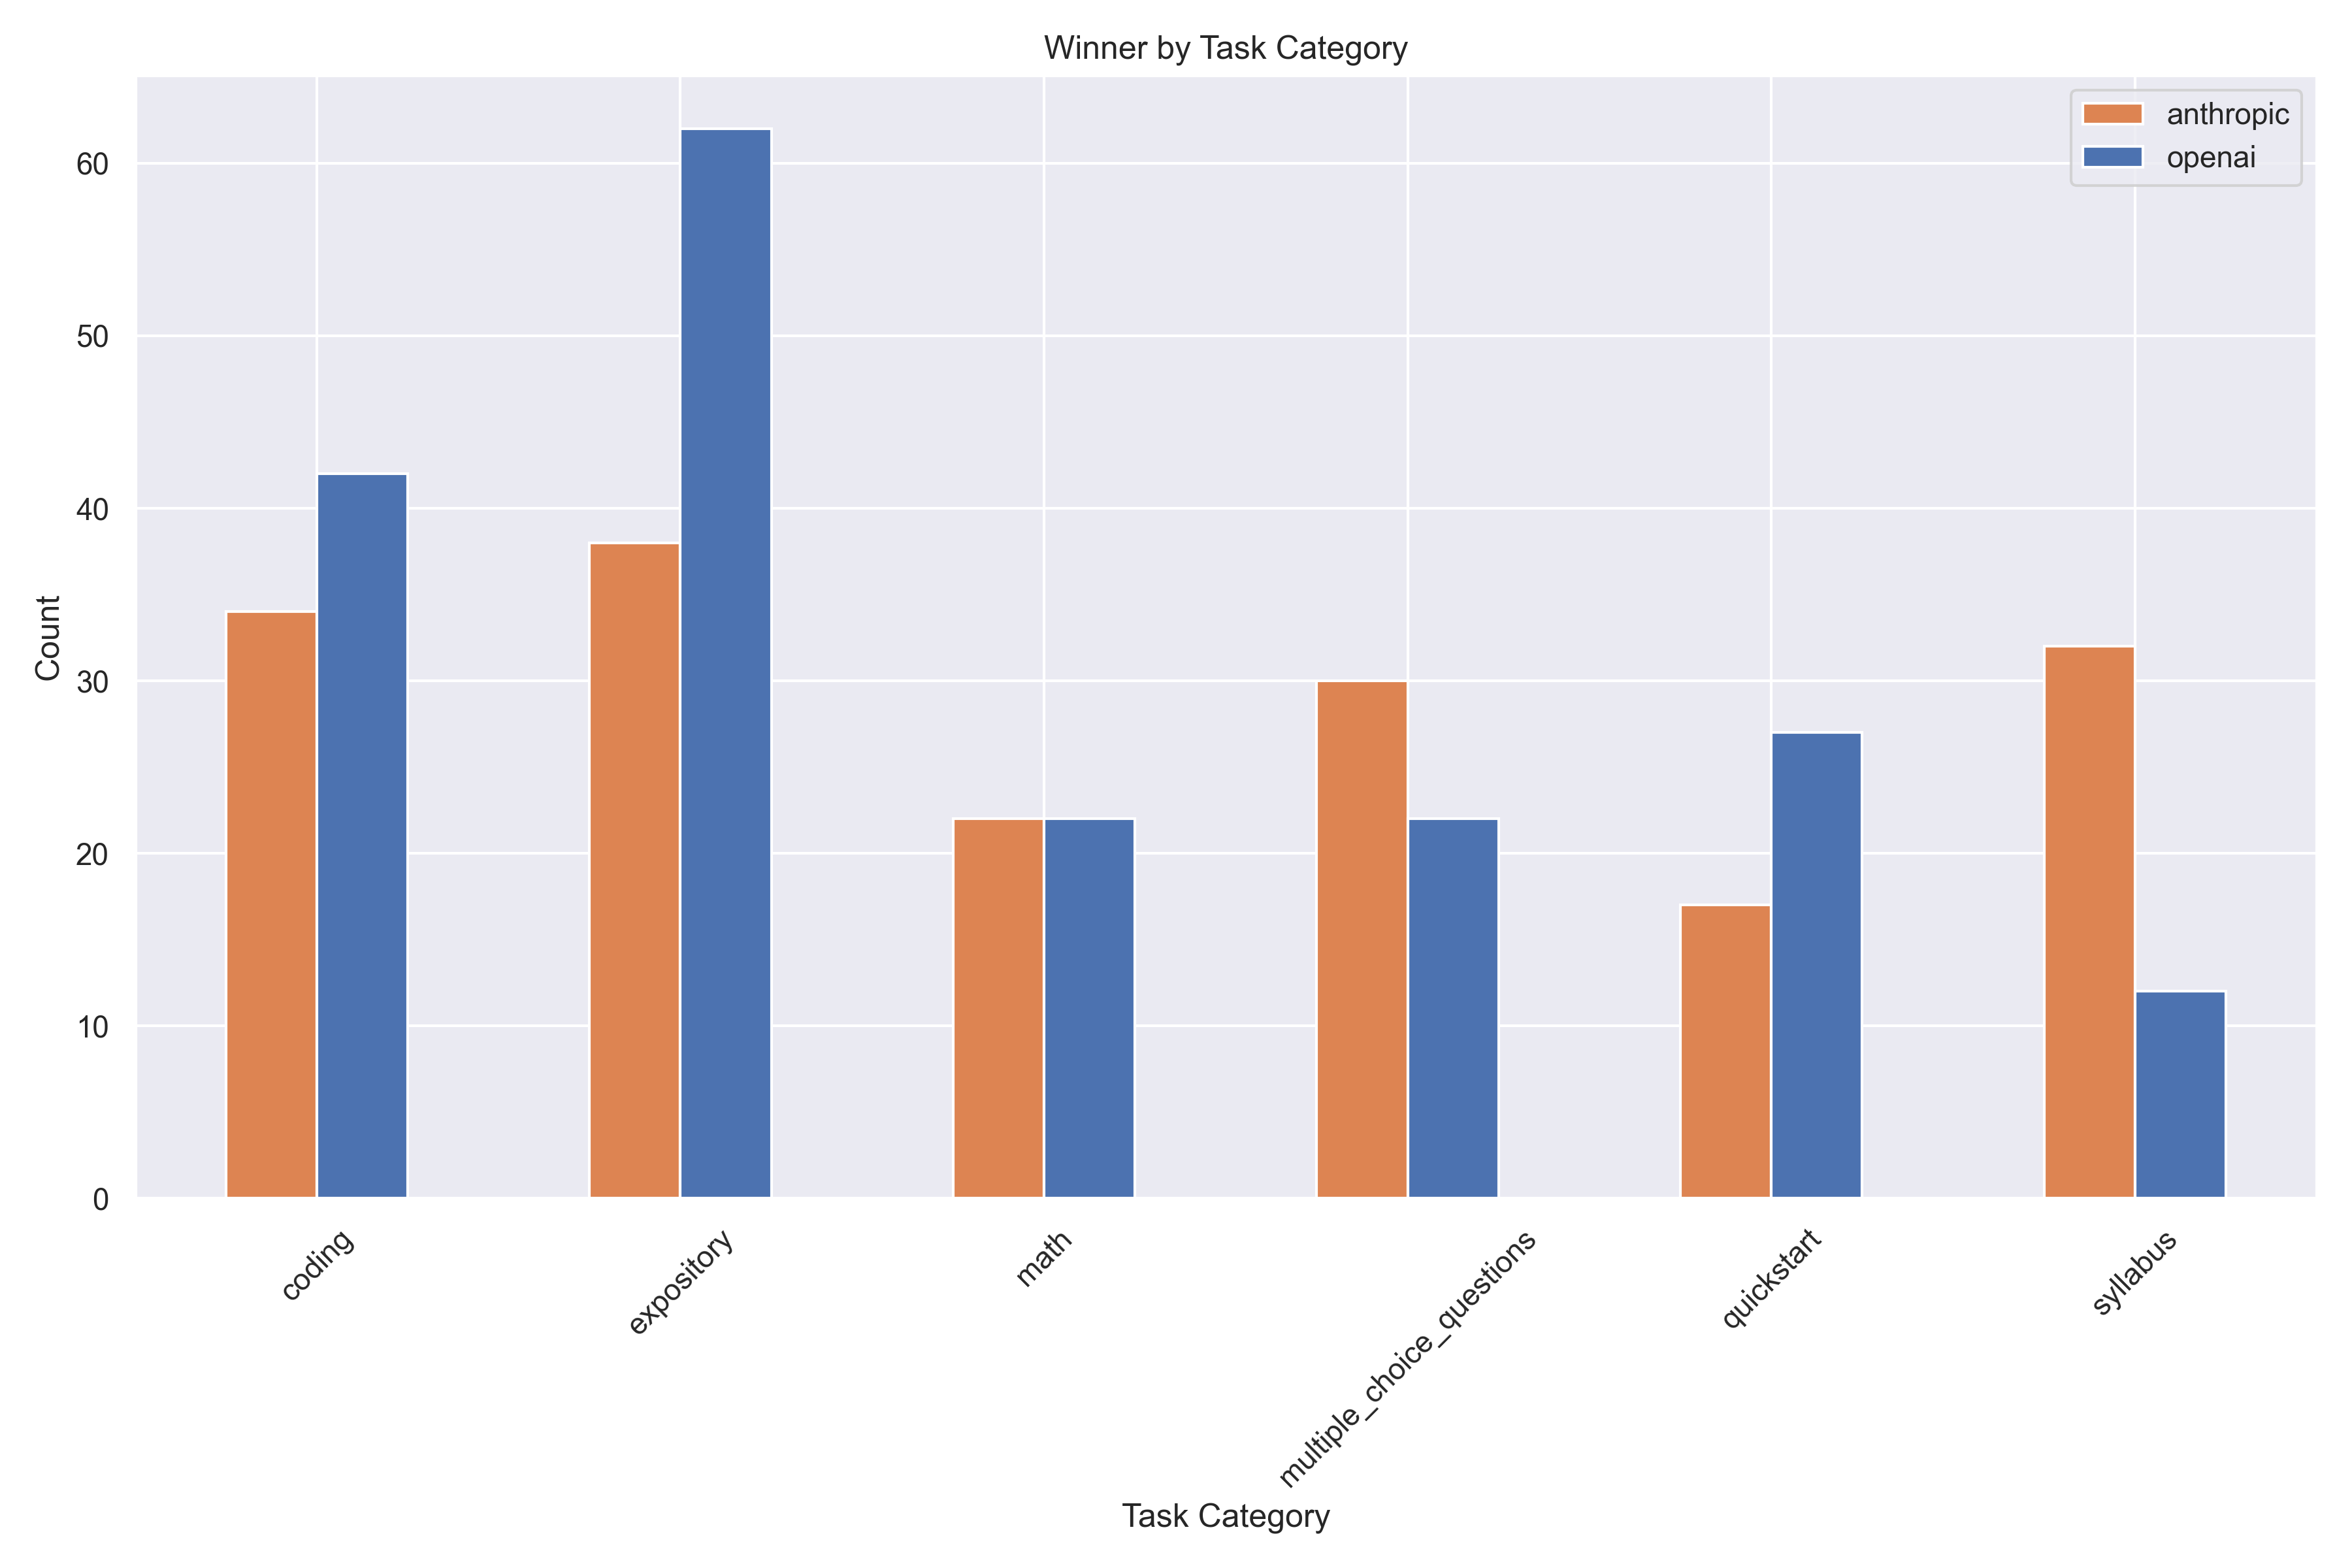 Winner by Task Category
anthropic
openai
60
50
40
30
20
10
0
Count
coding
expository
math
multiple_choice_questions
quickstart
syllabus
Task Category